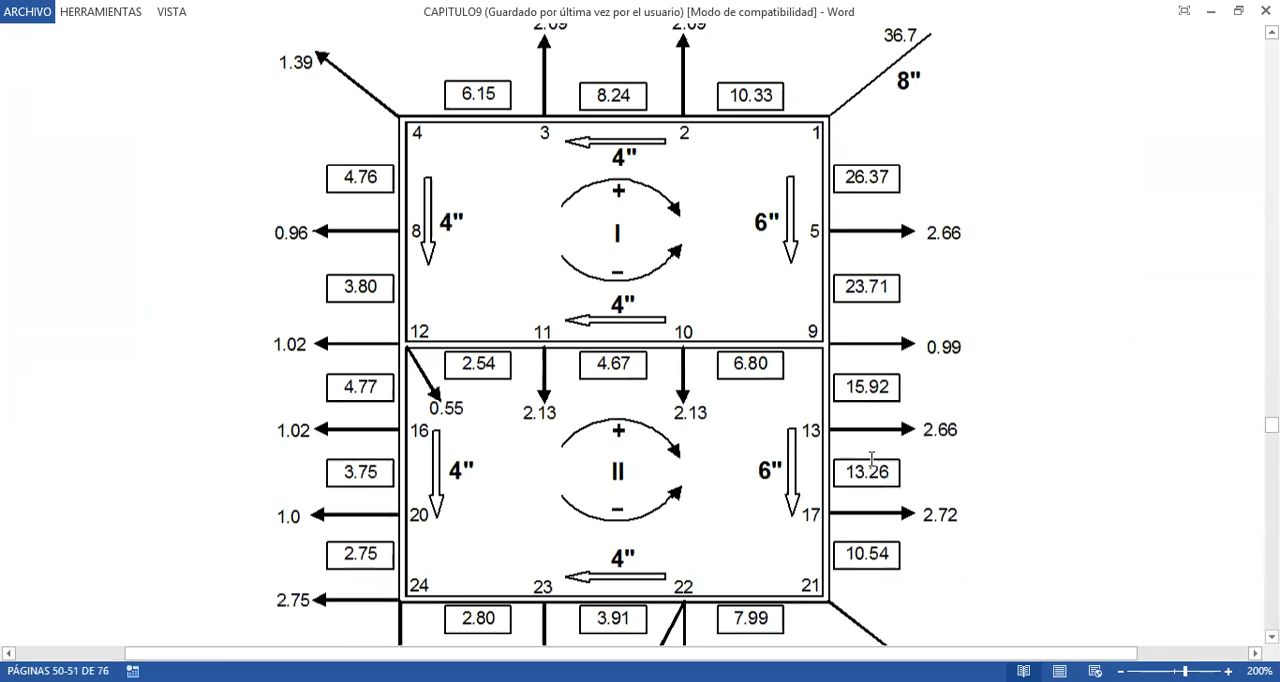 ARCHIVO HERRAMIENTAS VISTA CAPITULO9 (Guardado por última vez por el usuario) [Modo de compatibilidad] - Word
2.09 2.09
36.7
1.39
8"
6.15 8.24 10.33
4 3 2 1
4"
4.76 26.37
+
0.96 8 4" I 6" 5 2.66
–
3.80 23.71
4"
12 11 10 9
1.02 0.99
2.54 4.67 6.80
4.77 15.92
0.55 2.13 2.13
1.02 16 + 13 2.66
3.75 4" II 6" 13.26
–
1.0 20 17 2.72
2.75 10.54
4"
24 23 22 21
2.75
2.80 3.91 7.99
PÁGINAS 50-51 DE 76 200%